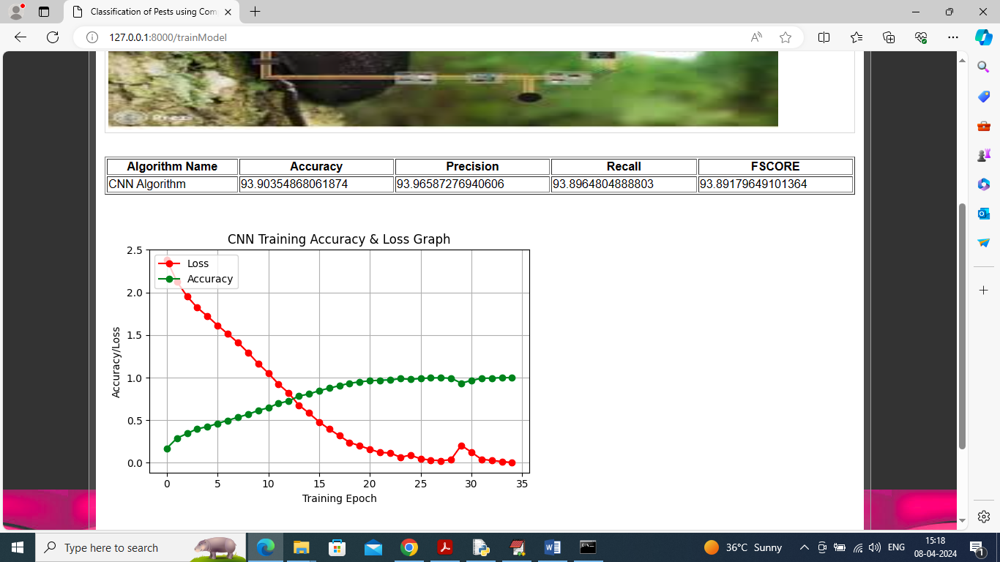 Classification of Pests using Com
127.0.0.1:8000/trainModel
Prezi
Algorithm Name Accuracy Precision Recall FSCORE
CNN Algorithm 93.90354868061874 93.96587276940606 93.8964804888803 93.89179649101364
CNN Training Accuracy & Loss Graph
Loss
Accuracy
2.5
2.0
1.5
1.0
0.5
0.0
Accuracy/Loss
0 5 10 15 20 25 30 35
Training Epoch
Type here to search
36°C Sunny
ENG
15:18
08-04-2024
1